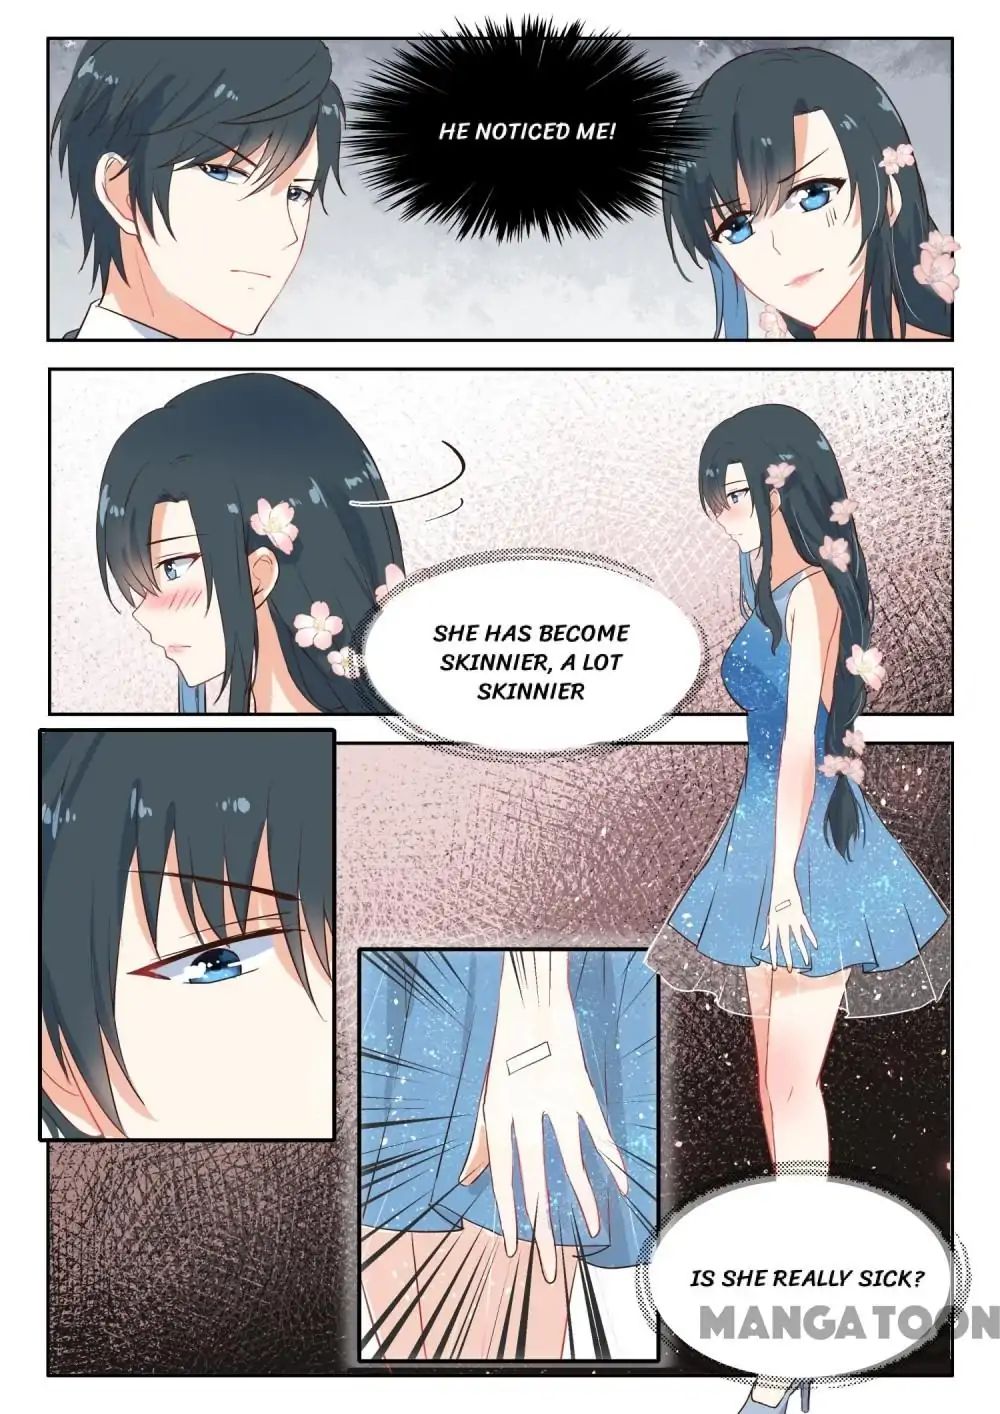 HE NOTICED ME!
SHE HAS BECOME
SKINNIER, A LOT
SKINNIER
IS SHE REALLY SICK?
MANGATOON